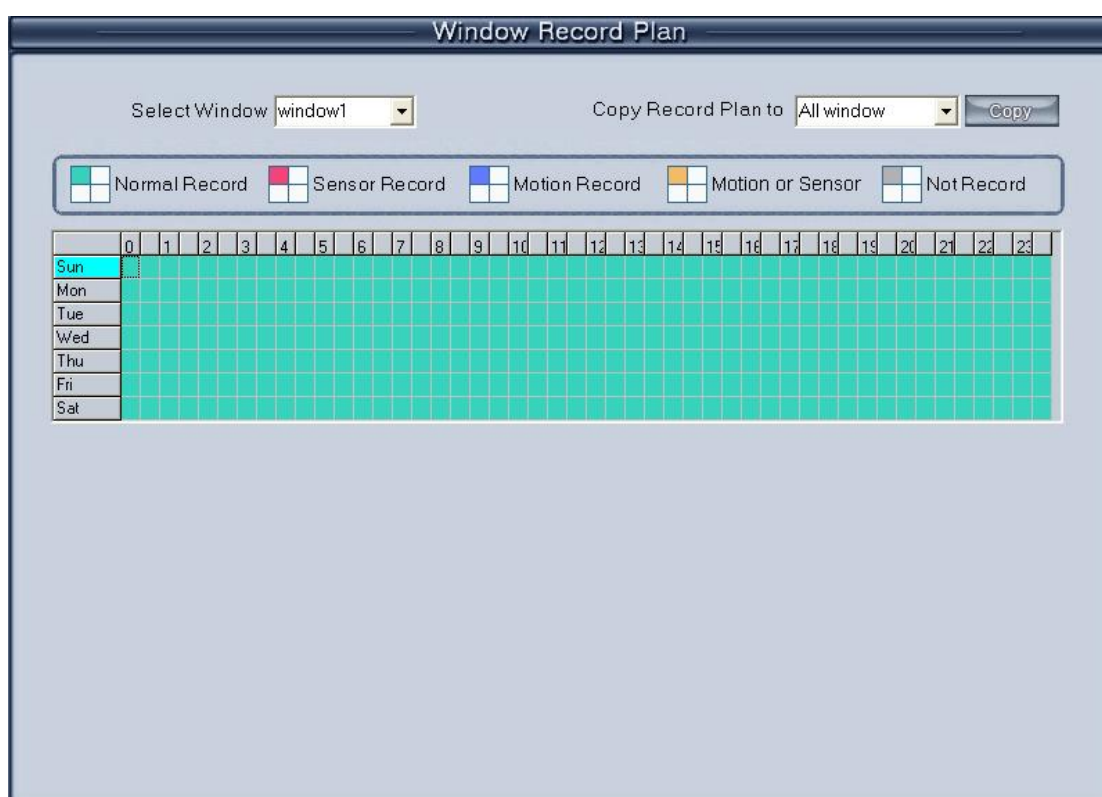 Window Record Plan
Select Window window1 Copy Record Plan to All window Copy
Normal Record Sensor Record Motion Record Motion or Sensor Not Record
0 1 2 3 4 5 6 7 8 9 10 11 12 13 14 15 16 17 18 19 20 21 22 23
Sun
Mon
Tue
Wed
Thu
Fri
Sat